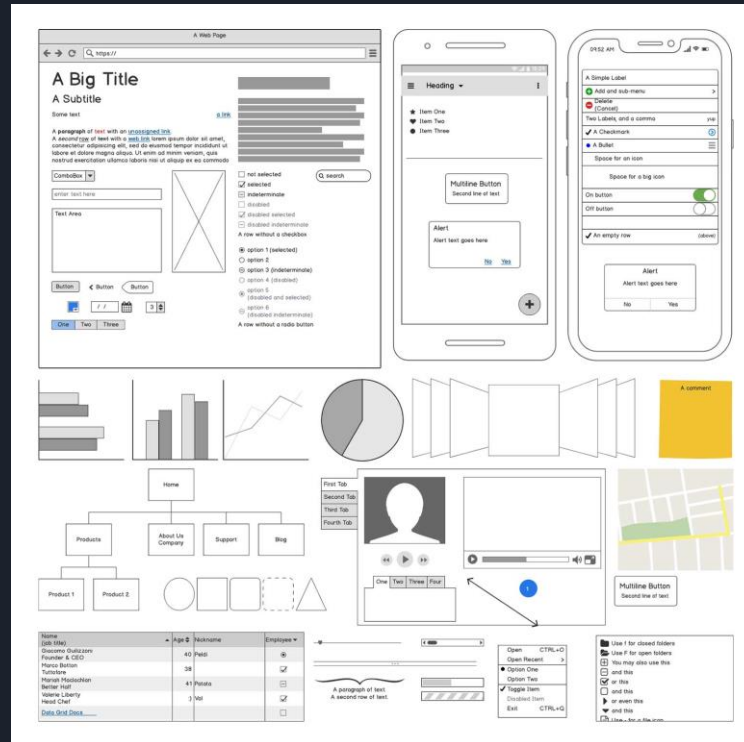 A Web Page
https://
A Big Title
A Subtitle
Some text
a link
A paragraph of text with an unassigned link.
A second row of text with a web link lorem ipsum dolor sit amet,
consectetur adipiscing elit, sed do eiusmod tempor incididunt ut
labore et dolore magna aliqua. Ut enim ad minim veniam, quis
nostrud exercitation ullamco laboris nisi ut aliquip ex ea commodo
ComboBox
enter text here
Text Area
Button
Button
Button
/ /
3
One Two Three
not selected
selected
indeterminate
disabled
disabled selected
disabled indeterminate
A row without a checkbox
search
option 1 (selected)
option 2
option 3 (indeterminate)
option 4 (disabled)
option 5
(disabled and selected)
option 6
(disabled indeterminate)
A row without a radio button
Heading
Item One
Item Two
Item Three
Multiline Button
Second line of text
Alert
Alert text goes here
No Yes
09:52 AM
A Simple Label
Add and sub-menu
Delete
(Cancel)
Two Labels, and a comma
A Checkmark
A Bullet
Space for an icon
Space for a big icon
On button
Off button
An empty row
(above)
Alert
Alert text goes here
No Yes
A comment
Home
Products
About Us
Company
Support
Blog
Product 1
Product 2
First Tab
Second Tab
Third Tab
Fourth Tab
One Two Three Four
1
Multiline Button
Second line of text
Name
(job title)
Age
Nickname
Employee
Giacomo Guilizzoni
Founder & CEO
40
Peldi
Marco Botton
Tuttofare
38
Mariah Maclachlan
Better Half
41
Patata
Valerie Liberty
Head Chef
:)
Val
Data Grid Docs
A paragraph of text.
A second row of text.
Open CTRL+O
Open Recent
Option One
Option Two
Toggle Item
Disabled Item
Exit CTRL+Q
Use f for closed folders
Use F for open folders
You may also use this
and this
or this
and this
or even this
and this
Use - for a file icon